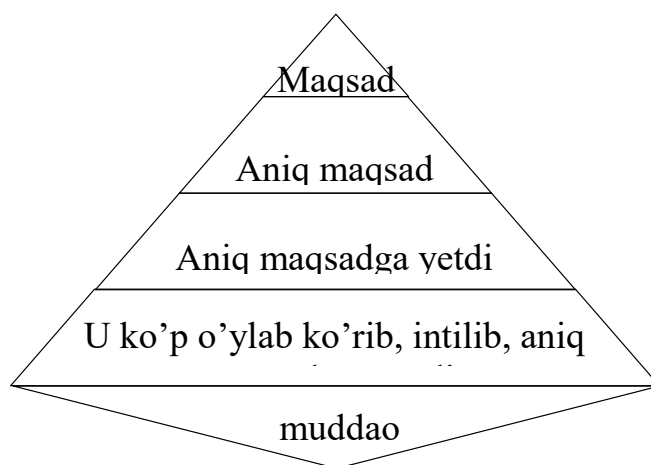 Maqsad
Aniq maqsad
Aniq maqsadga yetdi
U ko’p o’ylab ko’rib, intilib, aniq
muddao